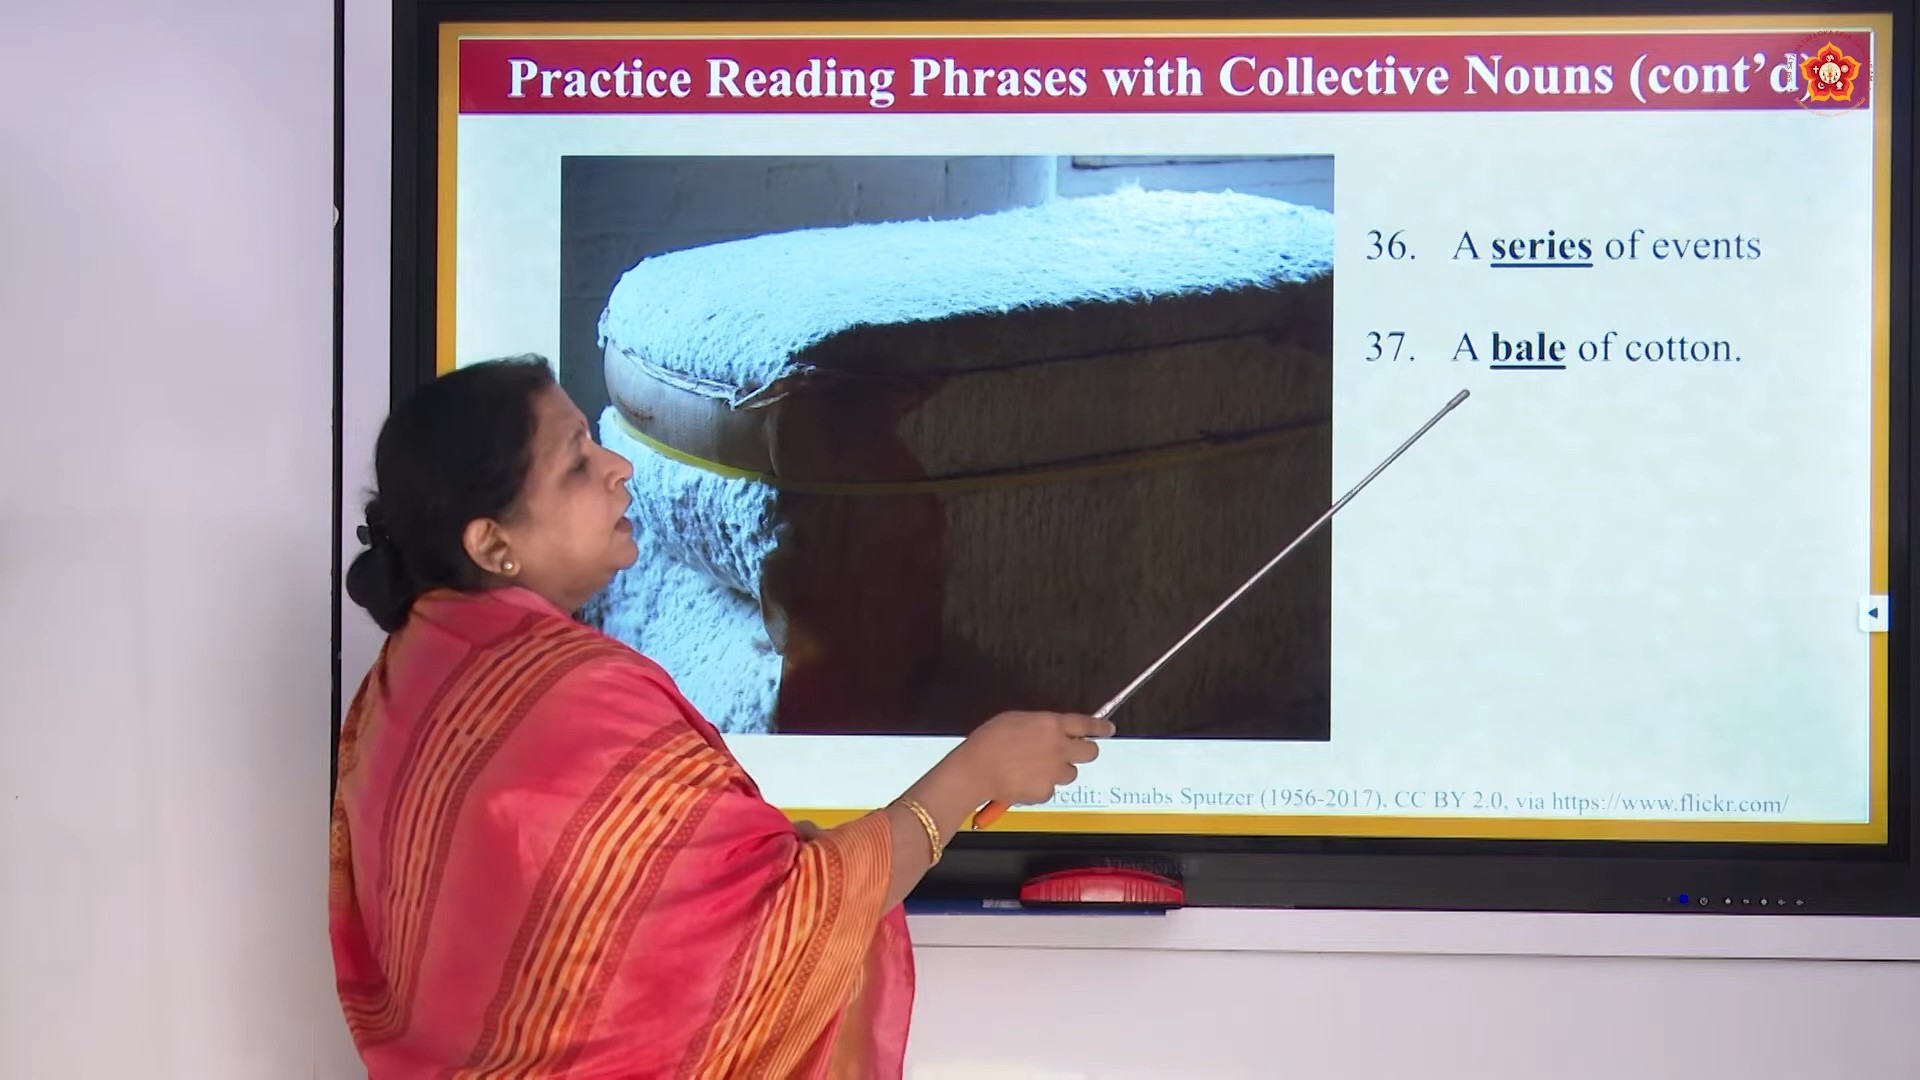 Practice Reading Phrases with Collective Nouns (cont'd)
36. A series of events
37. A bale of cotton.
Smabs Sputzer (1956-2017), CC BY 2.0, via https://www.flickr.com/
ViewSonic